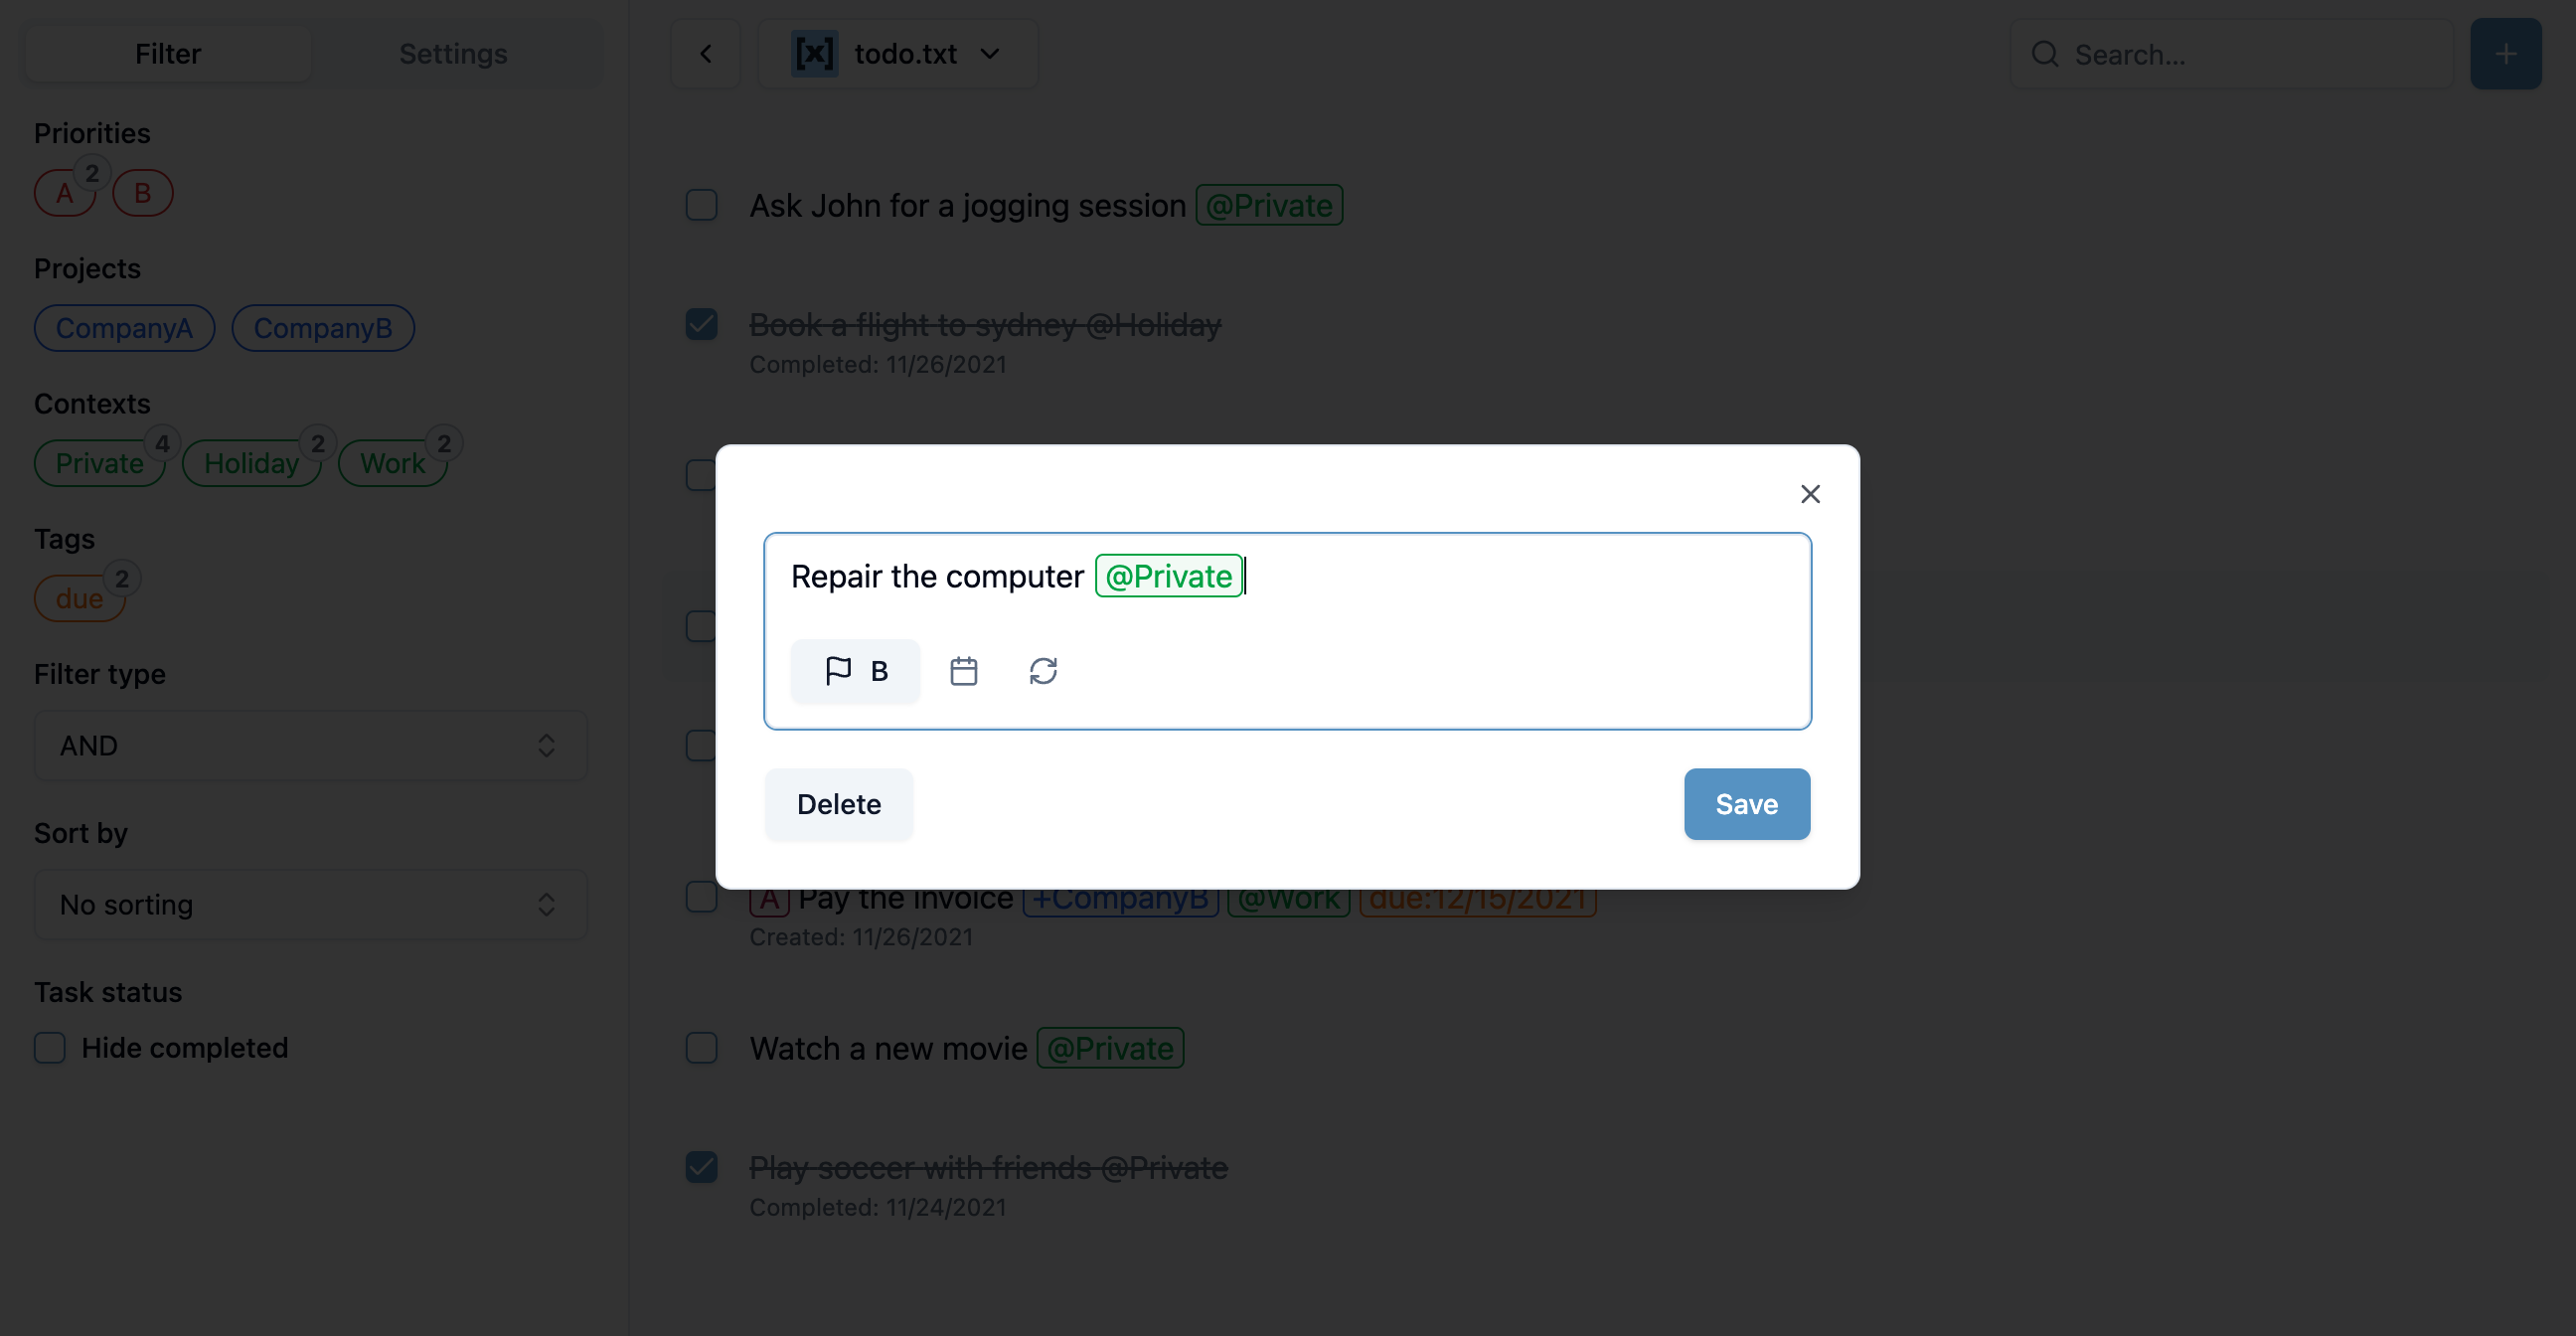 Filter Settings
Priorities
A 2 B
Projects
CompanyA CompanyB
Contexts
Private 4 Holiday 2 Work 2
Tags
due 2
Filter type
AND
Sort by
No sorting
Task status
Hide completed
[x] todo.txt
Search...
Ask John for a jogging session @Private
Book a flight to sydney @Holiday
Completed: 11/26/2021
Repair the computer @Private
B
Delete Save
A Pay the invoice +CompanyB @Work due:12/15/2021
Created: 11/26/2021
Watch a new movie @Private
Play soccer with friends @Private
Completed: 11/24/2021